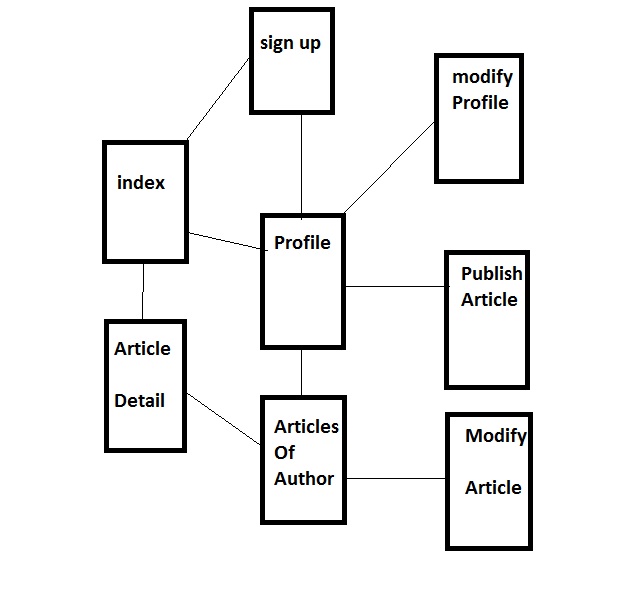 sign up
modify
Profile
index
Profile
Publish
Article
Article
Detail
Articles
Of
Author
Modify
Article